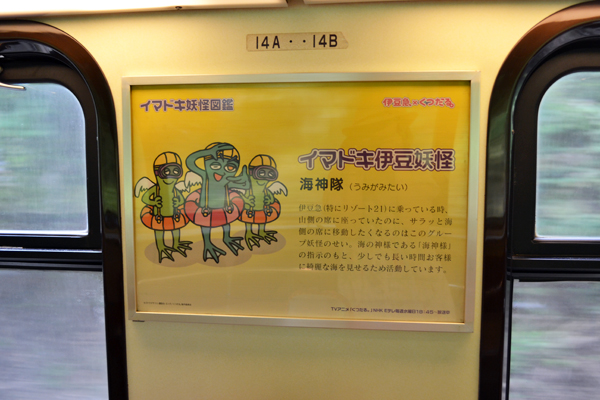 14A・・14B
イマドキ妖怪図鑑
伊豆急×くつだる。
イマドキ伊豆妖怪
海神隊（うみがみたい）
伊豆急（特にリゾート21）に乗っている時、
山側の席に座っていたのに、サラッと海
側の席に移動したくなるのはこのグルー
プ妖怪のせい。海の神様である「海神様」
の指示のもと、少しでも長い時間お客様
に綺麗な海を見せるため活動しています。